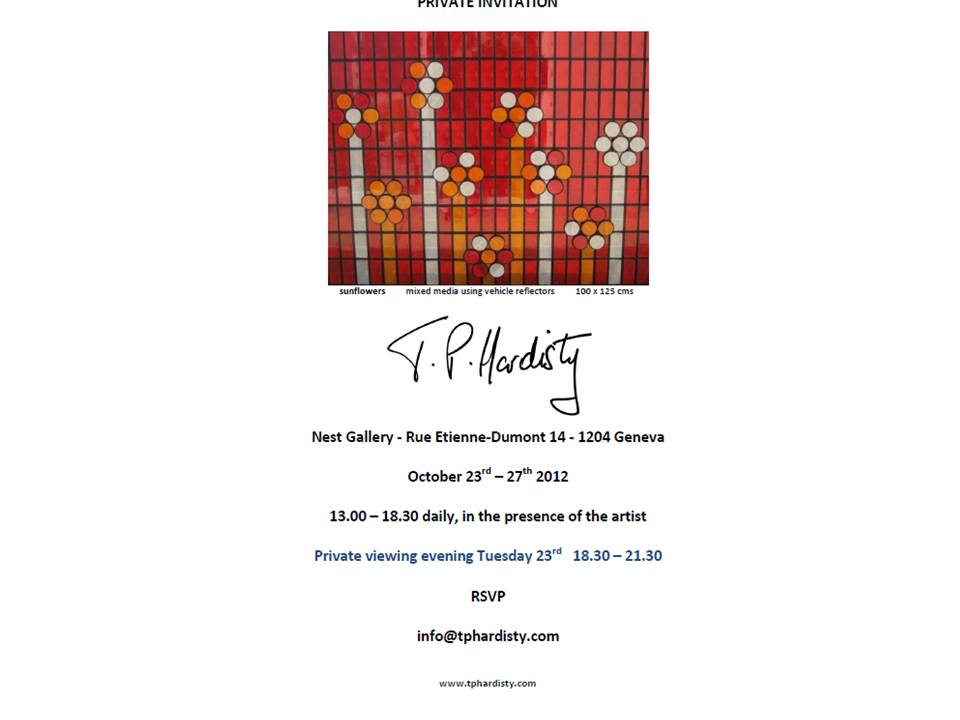 PRIVATE INVITATION
sunflowers mixed media using vehicle reflectors 100 x 125 cms
T. P. Hardisty
Nest Gallery - Rue Etienne-Dumont 14 - 1204 Geneva
October 23rd – 27th 2012
13.00 – 18.30 daily, in the presence of the artist
Private viewing evening Tuesday 23rd 18.30 – 21.30
RSVP
info@tphardisty.com
www.tphardisty.com